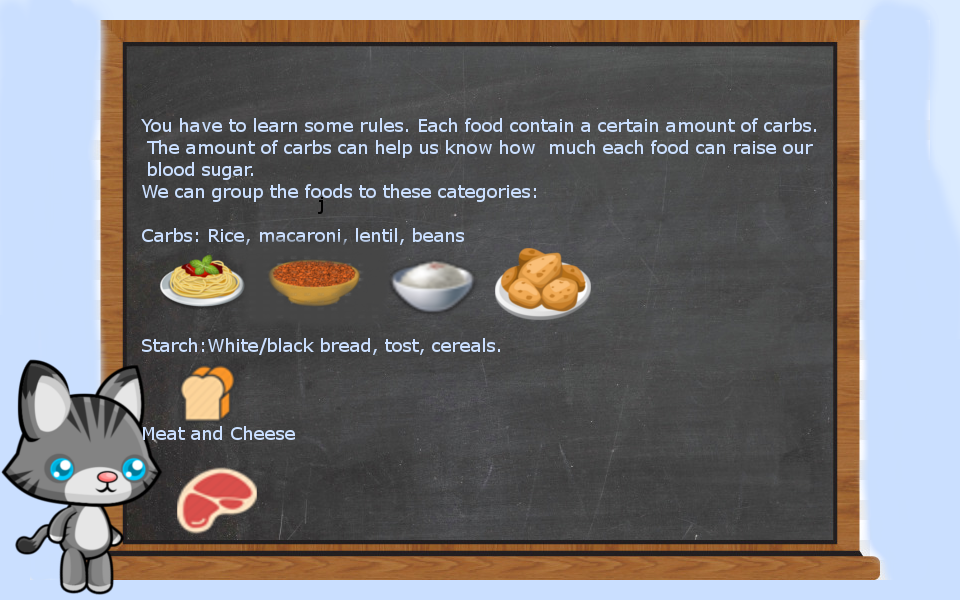 You have to learn some rules. Each food contain a certain amount of carbs.
The amount of carbs can help us know how much each food can raise our
blood sugar.
We can group the foods to these categories:
j
Carbs: Rice, macaroni, lentil, beans
Starch:White/black bread, tost, cereals.
Meat and Cheese